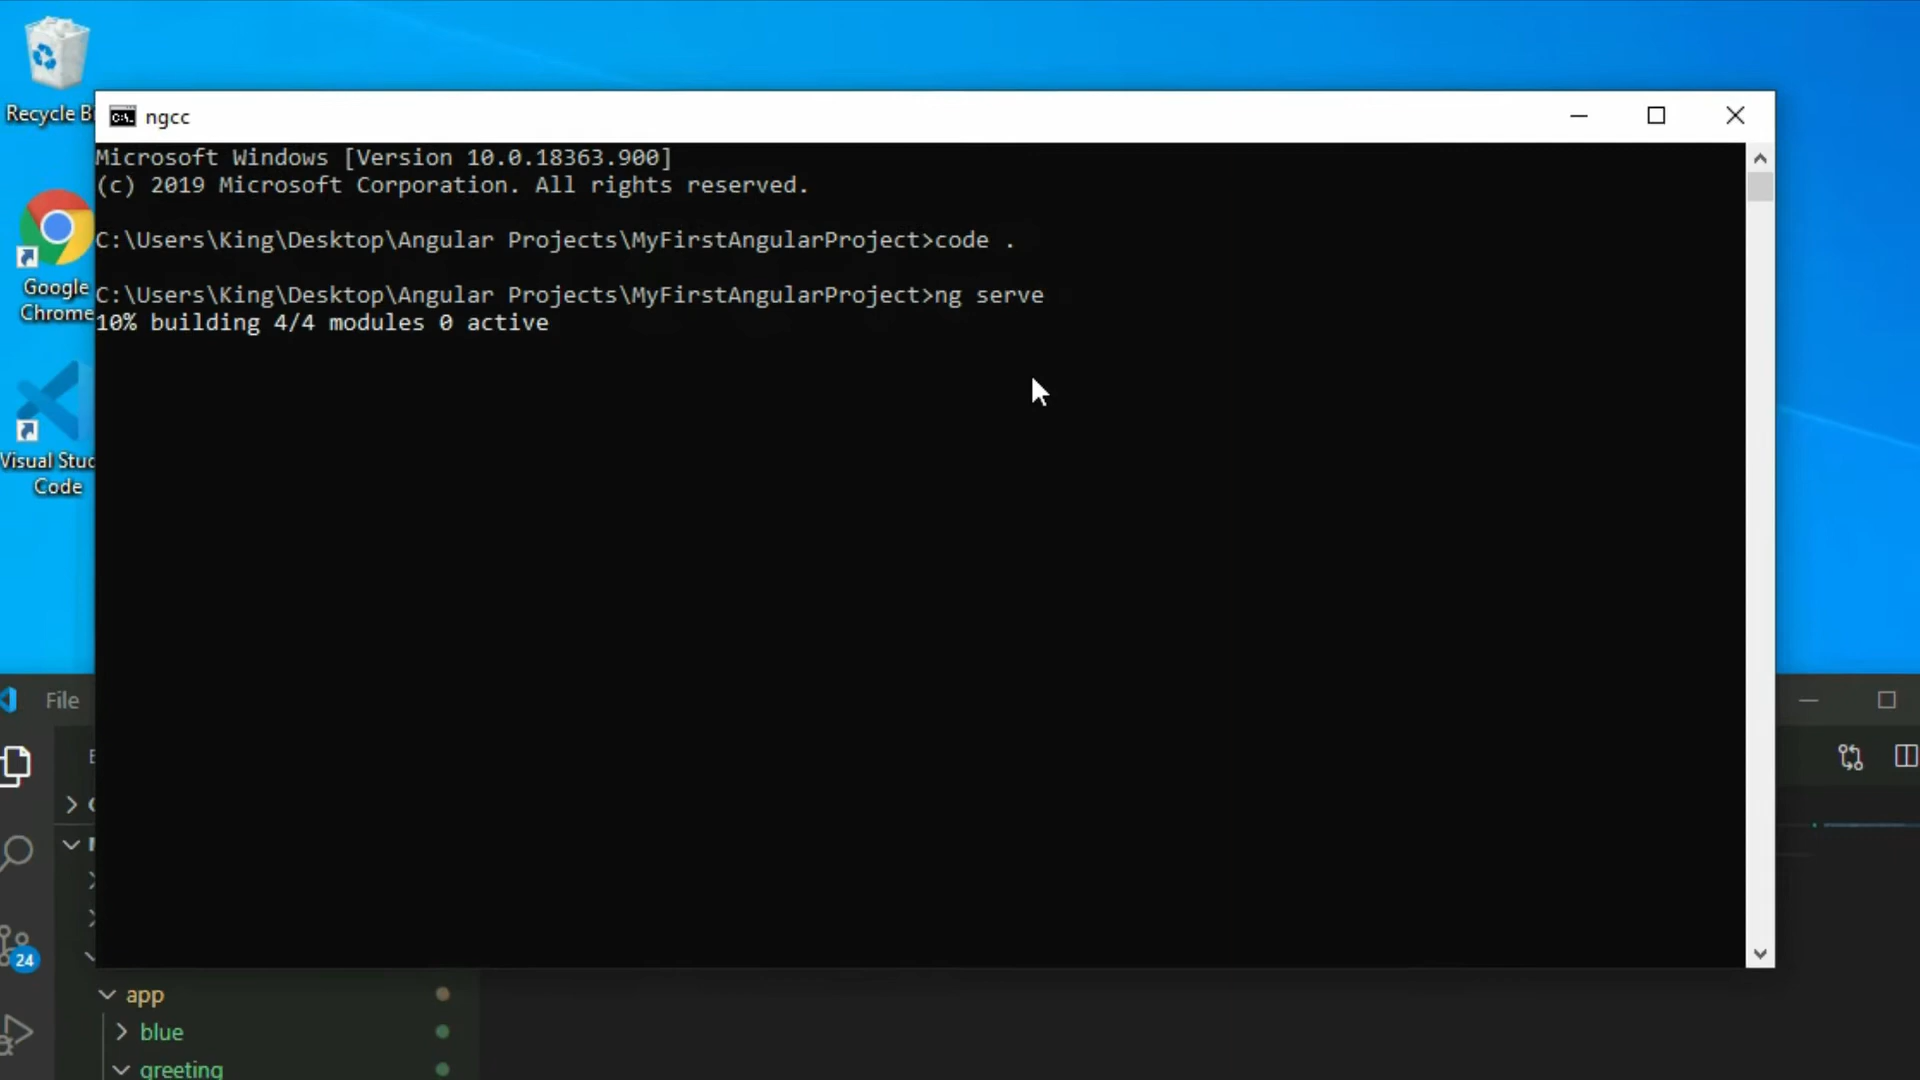 Recycle B
ngcc
Microsoft Windows [Version 10.0.18363.900]
(c) 2019 Microsoft Corporation. All rights reserved.
C:\Users\King\Desktop\Angular Projects\MyFirstAngularProject>code .
Google
Chrome
C:\Users\King\Desktop\Angular Projects\MyFirstAngularProject>ng serve
10% building 4/4 modules 0 active
Visual Stud
Code
File
24
app
blue
greeting